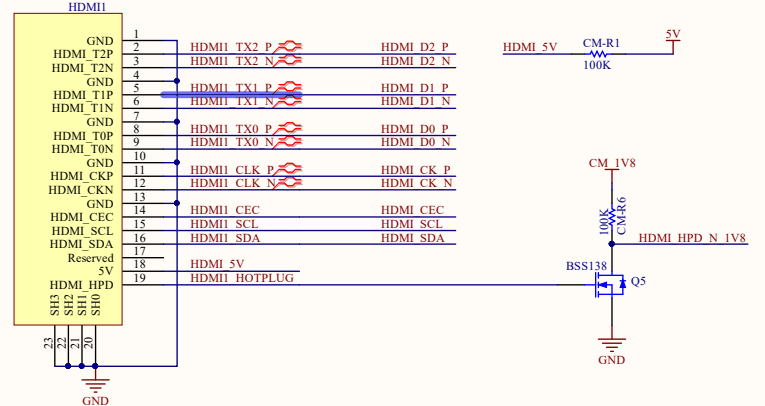 HDMI1
GND 1
HDMI_T2P 2 HDMI1_TX2_P HDMI_D2_P
HDMI_T2N 3 HDMI1_TX2_N HDMI_D2_N
GND 4
HDMI_T1P 5 HDMI1_TX1_P HDMI_D1_P
HDMI_T1N 6 HDMI1_TX1_N HDMI_D1_N
GND 7
HDMI_T0P 8 HDMI1_TX0_P HDMI_D0_P
HDMI_T0N 9 HDMI1_TX0_N HDMI_D0_N
GND 10
HDMI_CKP 11 HDMI1_CLK_P HDMI_CK_P
HDMI_CKN 12 HDMI1_CLK_N HDMI_CK_N
GND 13
HDMI_CEC 14 HDMI1_CEC HDMI_CEC
HDMI_SCL 15 HDMI1_SCL HDMI_SCL
HDMI_SDA 16 HDMI1_SDA HDMI_SDA
Reserved 17
5V 18 HDMI_5V
HDMI_HPD 19 HDMI1_HOTPLUG
SH3 SH2 SH1 SH0
23 22 21 20
GND
HDMI_5V CM-R1 5V
100K
CM_1V8
100K CM-R6
HDMI_HPD_N_1V8
BSS138 Q5
GND